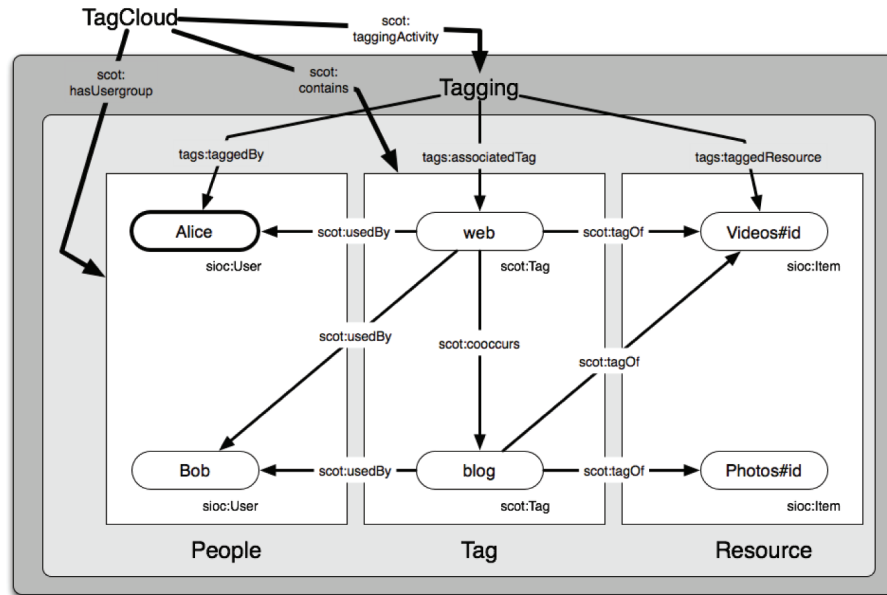 TagCloud
scot:
taggingActivity
scot:
hasUsergroup
scot:
contains
Tagging
tags:taggedBy
tags:associatedTag
tags:taggedResource
Alice
scot:usedBy
web
scot:tagOf
Videos#id
sioc:User
scot:Tag
sioc:Item
scot:usedBy
scot:cooccurs
scot:tagOf
Bob
scot:usedBy
blog
scot:tagOf
Photos#id
sioc:User
scot:Tag
sioc:Item
People
Tag
Resource